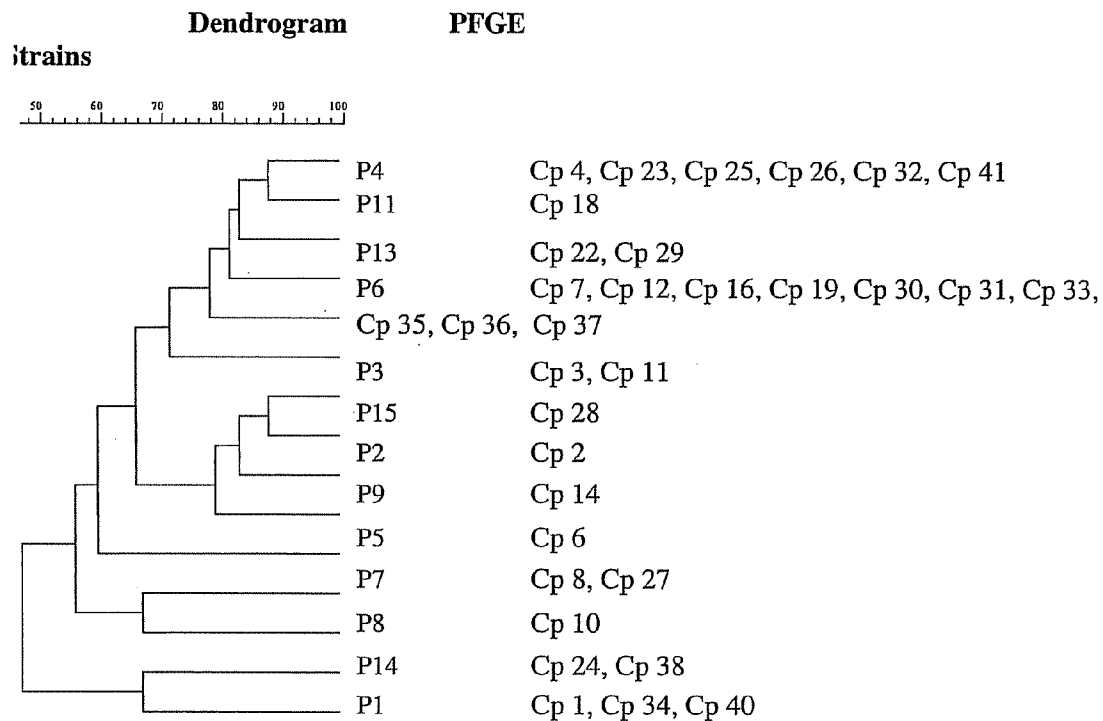 Dendrogram PFGE
trains
50 60 70 80 90 100
P4 Cp 4, Cp 23, Cp 25, Cp 26, Cp 32, Cp 41
P11 Cp 18
P13 Cp 22, Cp 29
P6 Cp 7, Cp 12, Cp 16, Cp 19, Cp 30, Cp 31, Cp 33,
Cp 35, Cp 36, Cp 37
P3 Cp 3, Cp 11
P15 Cp 28
P2 Cp 2
P9 Cp 14
P5 Cp 6
P7 Cp 8, Cp 27
P8 Cp 10
P14 Cp 24, Cp 38
P1 Cp 1, Cp 34, Cp 40